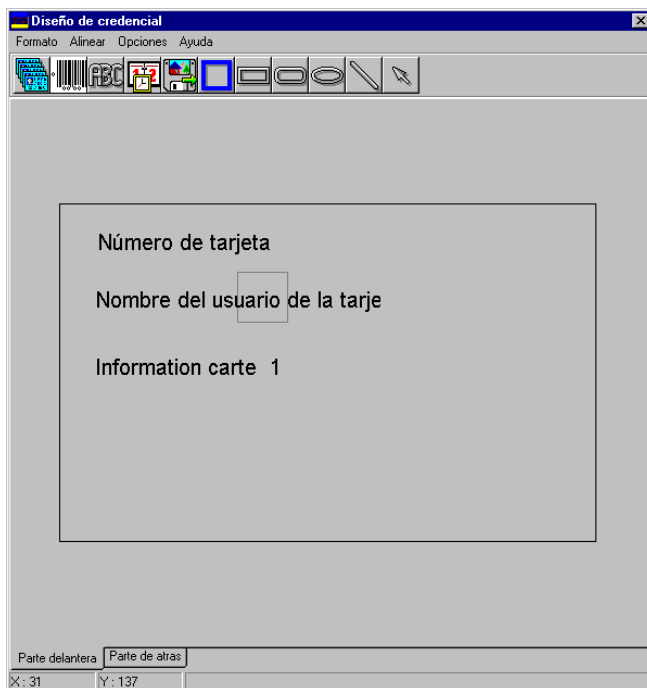 Diseño de credencial
Formato Alinear Opciones Ayuda
ABC
Número de tarjeta
Nombre del usuario de la tarje
Information carte 1
Parte delantera Parte de atras
X : 31 Y : 137